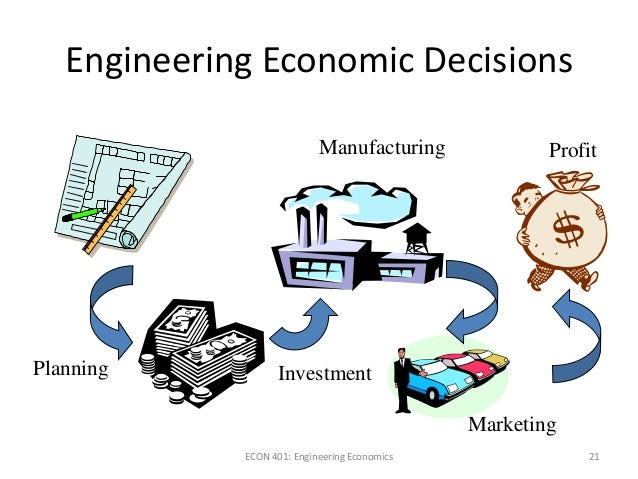 Engineering Economic Decisions
Manufacturing
Profit
$
Planning
Investment
Marketing
ECON 401: Engineering Economics
21